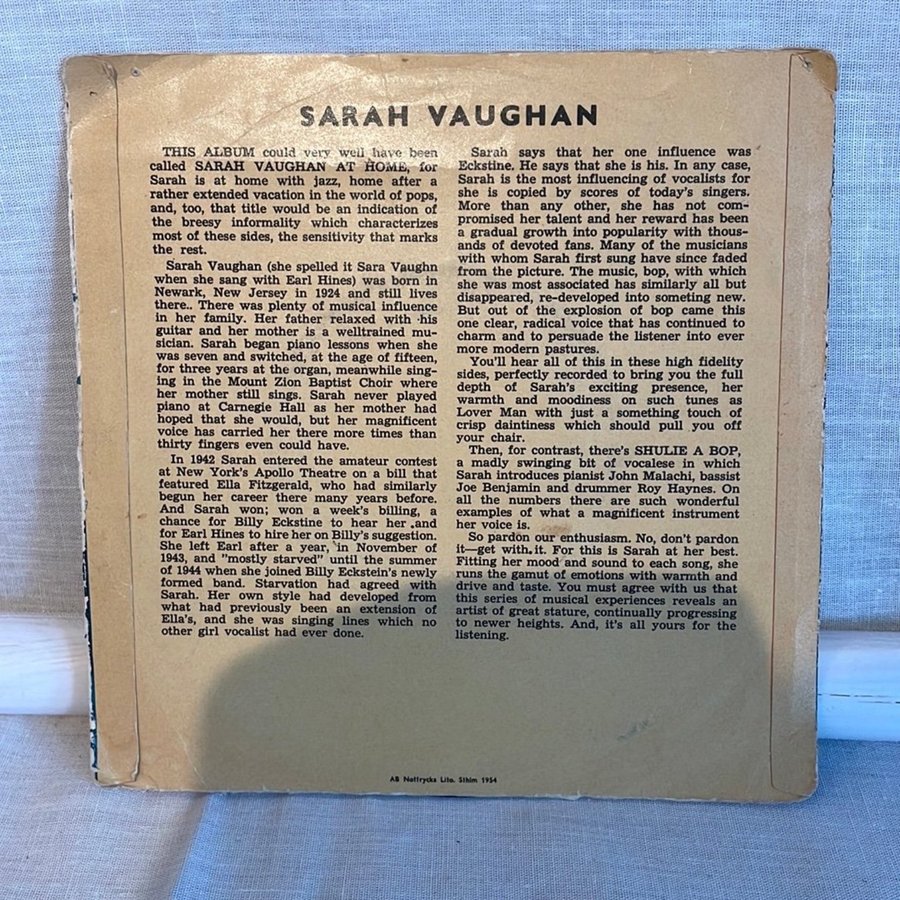 SARAH VAUGHAN
THIS ALBUM could very well have been
called SARAH VAUGHAN AT HOME, for
Sarah is at home with jazz, home after a
rather extended vacation in the world of pops,
and, too, that title would be an indication of
the breesy informality which characterizes
most of these sides, the sensitivity that marks
the rest.
Sarah Vaughan (she spelled it Sara Vaughn
when she sang with Earl Hines) was born in
Newark, New Jersey in 1924 and still lives
there.. There was plenty of musical influence
in her family. Her father relaxed with his
guitar and her mother is a welltrained mu-
sician. Sarah began piano lessons when she
was seven and switched, at the age of fifteen,
for three years at the organ, meanwhile sing-
ing in the Mount Zion Baptist Choir where
her mother still sings. Sarah never played
piano at Carnegie Hall as her mother had
hoped that she would, but her magnificent
voice has carried her there more times than
thirty fingers even could have.
In 1942 Sarah entered the amateur contest
at New York's Apollo Theatre on a bill that
featured Ella Fitzgerald, who had similarly
begun her career there many years before.
And Sarah won; won a week's billing, a
chance for Billy Eckstine to hear her and
for Earl Hines to hire her on Billy's suggestion.
She left Earl after a year, in November of
1943, and "mostly starved" until the summer
of 1944 when she joined Billy Eckstein's newly
formed band. Starvation had agreed with
Sarah. Her own style had developed from
what had previously been an extension of
Ella's, and she was singing lines which no
other girl vocalist had ever done.
Sarah says that her one influence was
Eckstine. He says that she is his. In any case,
Sarah is the most influencing of vocalists for
she is copied by scores of today's singers.
More than any other, she has not com-
promised her talent and her reward has been
a gradual growth into popularity with thous-
ands of devoted fans. Many of the musicians
with whom Sarah first sung have since faded
from the picture. The music, bop, with which
she was most associated has similarly all but
disappeared, re-developed into someting new.
But out of the explosion of bop came this
one clear, radical voice that has continued to
charm and to persuade the listener into ever
more modern pastures.
You'll hear all of this in these high fidelity
sides, perfectly recorded to bring you the full
depth of Sarah's exciting presence, her
warmth and moodiness on such tunes as
Lover Man with just a something touch of
crisp daintiness which should pull you off
your chair.
Then, for contrast, there's SHULIE A BOP,
a madly swinging bit of vocalese in which
Sarah introduces pianist John Malachi, bassist
Joe Benjamin and drummer Roy Haynes. On
all the numbers there are such wonderful
examples of what a magnificent instrument
her voice is.
So pardon our enthusiasm. No, don't pardon
it—get with it. For this is Sarah at her best.
Fitting her mood and sound to each song, she
runs the gamut of emotions with warmth and
drive and taste. You must agree with us that
this series of musical experiences reveals an
artist of great stature, continually progressing
to newer heights. And, it's all yours for the
listening.
AB Nottrycks Lito. Sthlm 1954